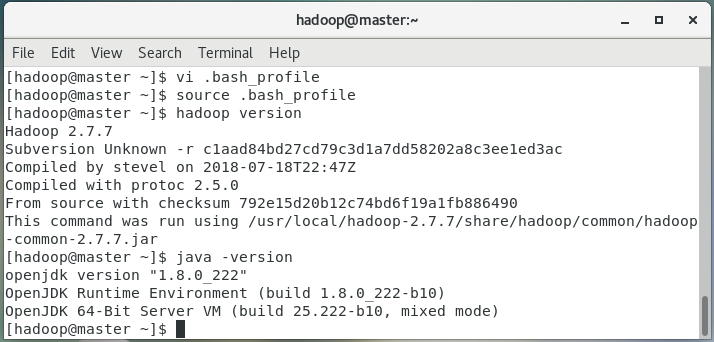 hadoop@master:~
File Edit View Search Terminal Help
[hadoop@master ~]$ vi .bash_profile
[hadoop@master ~]$ source .bash_profile
[hadoop@master ~]$ hadoop version
Hadoop 2.7.7
Subversion Unknown -r c1aad84bd27cd79c3d1a7dd58202a8c3ee1ed3ac
Compiled by stevel on 2018-07-18T22:47Z
Compiled with protoc 2.5.0
From source with checksum 792e15d20b12c74bd6f19a1fb886490
This command was run using /usr/local/hadoop-2.7.7/share/hadoop/common/hadoop
-common-2.7.7.jar
[hadoop@master ~]$ java -version
openjdk version "1.8.0_222"
OpenJDK Runtime Environment (build 1.8.0_222-b10)
OpenJDK 64-Bit Server VM (build 25.222-b10, mixed mode)
[hadoop@master ~]$